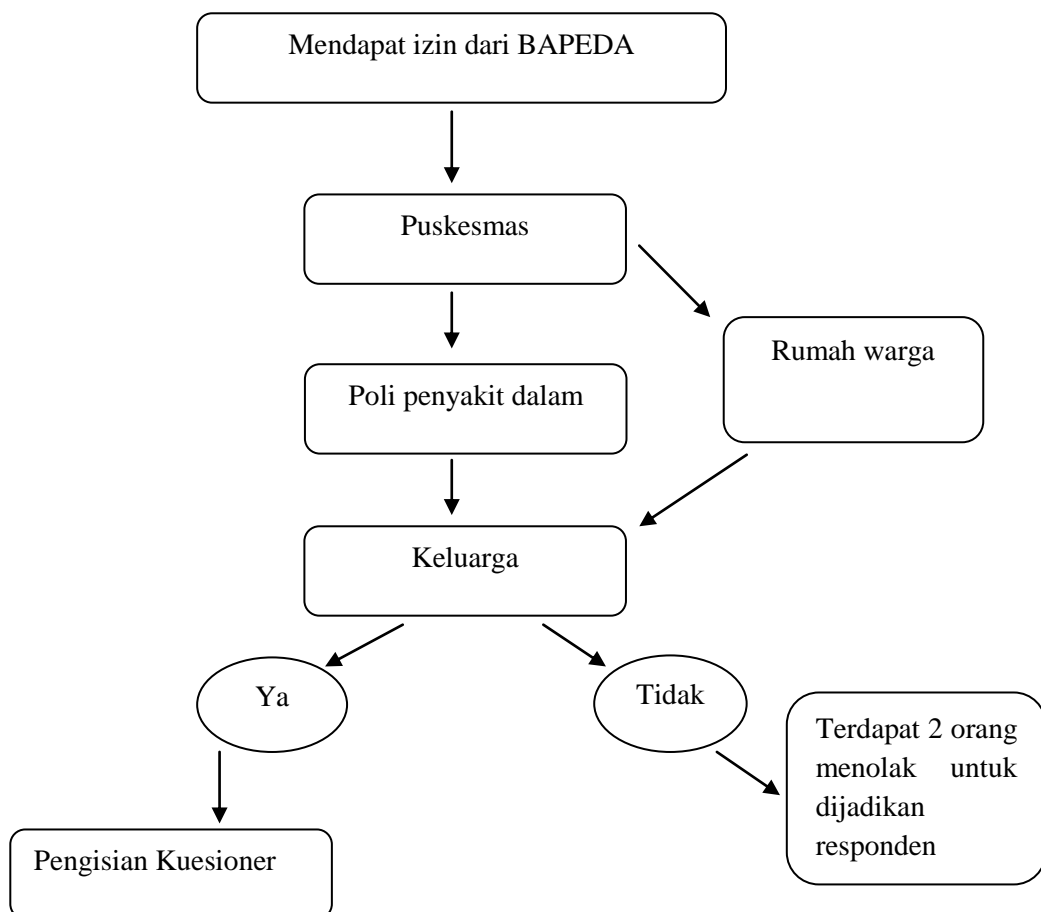 Mendapat izin dari BAPEDA
Puskesmas
Rumah warga
Poli penyakit dalam
Keluarga
Ya
Tidak
Terdapat 2 orang
menolak untuk
dijadikan
responden
Pengisian Kuesioner